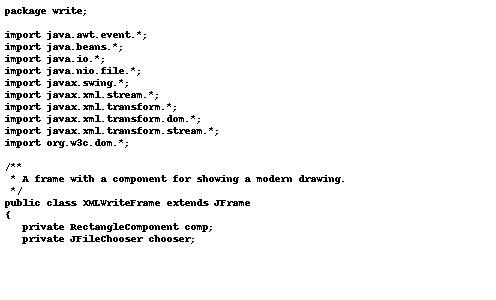 package write;

import java.awt.event.*;
import java.beans.*;
import java.io.*;
import java.nio.file.*;
import javax.swing.*;
import javax.xml.stream.*;
import javax.xml.transform.*;
import javax.xml.transform.dom.*;
import javax.xml.transform.stream.*;
import org.w3c.dom.*;

/**
 * A frame with a component for showing a modern drawing.
 */
public class XMLWriteFrame extends JFrame
{
   private RectangleComponent comp;
   private JFileChooser chooser;